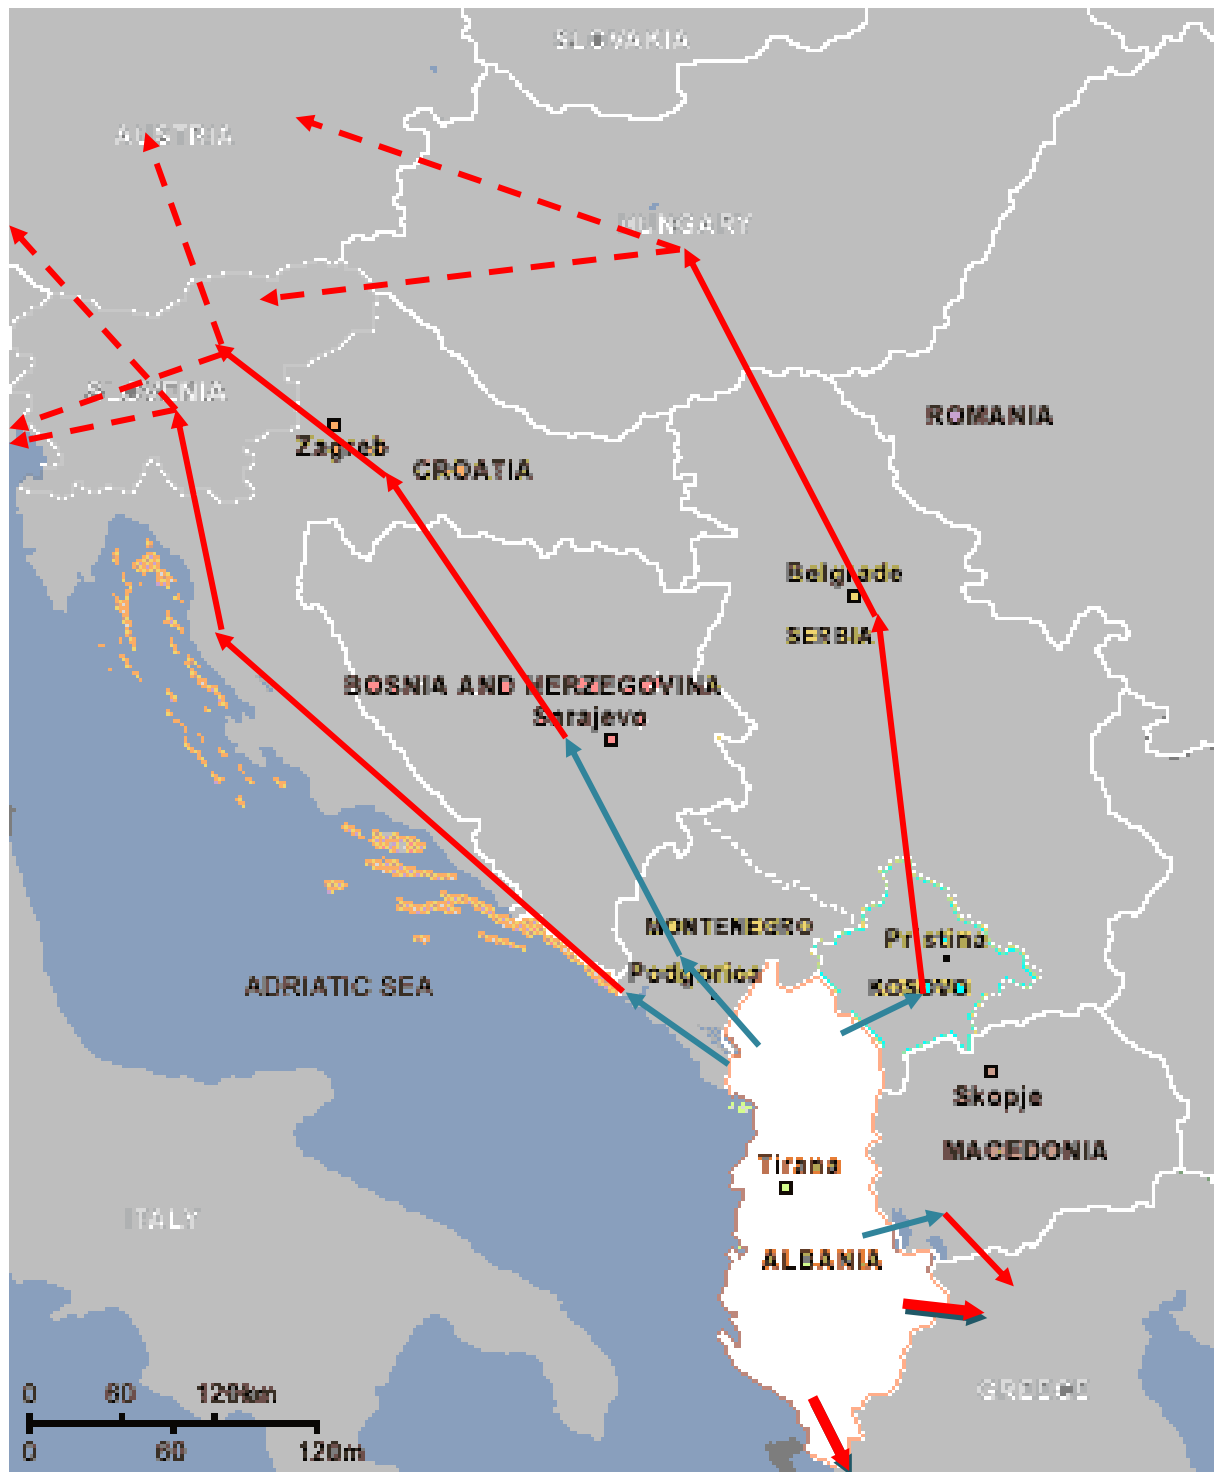 SLOVAKIA
AUSTRIA
HUNGARY
SLOVENIA
ROMANIA
Zagreb
CROATIA
Belgrade
SERBIA
BOSNIA AND HERZEGOVINA
Sarajevo
MONTENEGRO
Pristina
Podgorica
ADRIATIC SEA
KOSOVO
Skopje
MACEDONIA
Tirana
ITALY
ALBANIA
GREECE
0 60 120km
0 60 120m